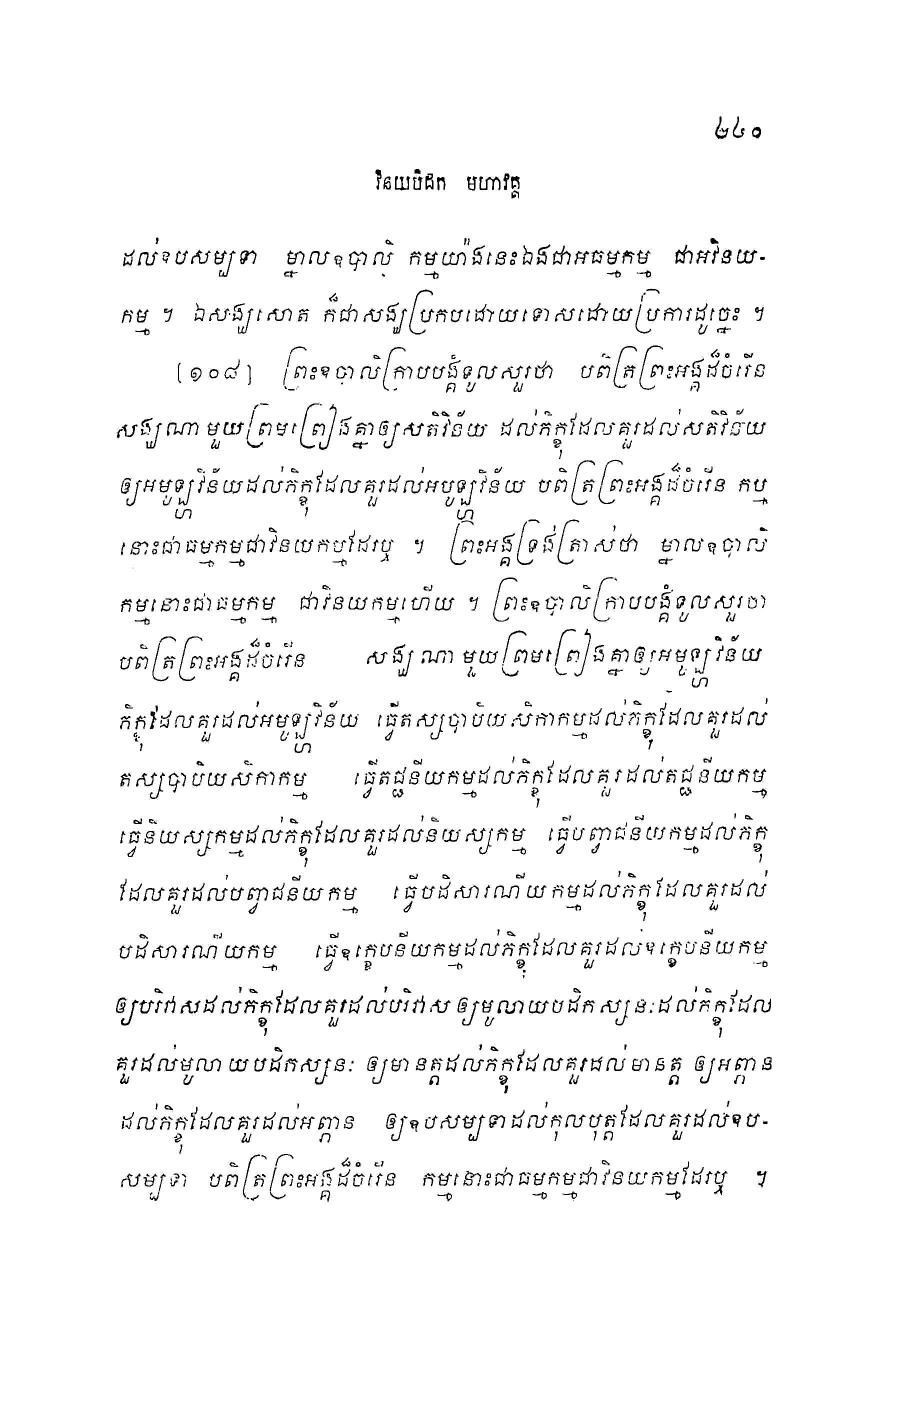 ២៤០
វិនយបិដក មហាវគ្គ
ដល់ឧបសម្បទា ម្នាលឧបាលិ កម្មយ៉ាងនេះឯងជាអធម្មកម្ម ជាអវិនយ-
កម្ម ។ ឯសង្ឃសោត ក៏ជាសង្ឃប្រកបដោយទោសដោយប្រការដូច្នេះ ។
[១០៨] ព្រះឧបាលិក្រាបបង្គំទូលសួរថា បពិត្រព្រះអង្គដ៏ចំរើន
សង្ឃណាមួយព្រមព្រៀងគ្នាឲ្យសតិវិន័យ ដល់ភិក្ខុដែលគួរដល់សតិវិន័យ
ឲ្យអមូឡ្ហវិន័យដល់ភិក្ខុដែលគួរដល់អមូឡ្ហវិន័យ បពិត្រព្រះអង្គដ៏ចំរើន កម្ម
នោះជាធម្មកម្មជាវិនយកម្មដែរឬ ។ ព្រះអង្គទ្រង់ត្រាស់ថា ម្នាលឧបាលិ
កម្មនោះជាធម្មកម្ម ជាវិនយកម្មហើយ ។ ព្រះឧបាលិក្រាបបង្គំទូលសួរថា
បពិត្រព្រះអង្គដ៏ចំរើន សង្ឃណាមួយព្រមព្រៀងគ្នាឲ្យអមូឡ្ហវិន័យ
ភិក្ខុដែលគួរដល់អមូឡ្ហវិន័យ ធ្វើតស្សបាបិយសិកាកម្មដល់ភិក្ខុដែលគួរដល់
តស្សបាបិយសិកាកម្ម ធ្វើតជ្ជនីយកម្មដល់ភិក្ខុដែលគួរដល់តជ្ជនីយកម្ម
ធ្វើនិយស្សកម្មដល់ភិក្ខុដែលគួរដល់និយស្សកម្ម ធ្វើបព្វាជនីយកម្មដល់ភិក្ខុ
ដែលគួរដល់បព្វាជនីយកម្ម ធ្វើបដិសារណីយកម្មដល់ភិក្ខុដែលគួរដល់
បដិសារណីយកម្ម ធ្វើឧក្ខេបនីយកម្មដល់ភិក្ខុដែលគួរដល់ឧក្ខេបនីយកម្ម
ឲ្យបរិវាសដល់ភិក្ខុដែលគួរដល់បរិវាស ឲ្យមូលាយបដិកស្សនៈដល់ភិក្ខុដែល
គួរដល់មូលាយបដិកស្សនៈ ឲ្យមានត្តដល់ភិក្ខុដែលគួរដល់មានត្ត ឲ្យអព្ភាន
ដល់ភិក្ខុដែលគួរដល់អព្ភាន ឲ្យឧបសម្បទាដល់កុលបុត្តដែលគួរដល់ឧប-
សម្បទា បពិត្រព្រះអង្គដ៏ចំរើន កម្មនោះជាធម្មកម្មជាវិនយកម្មដែរឬ ។